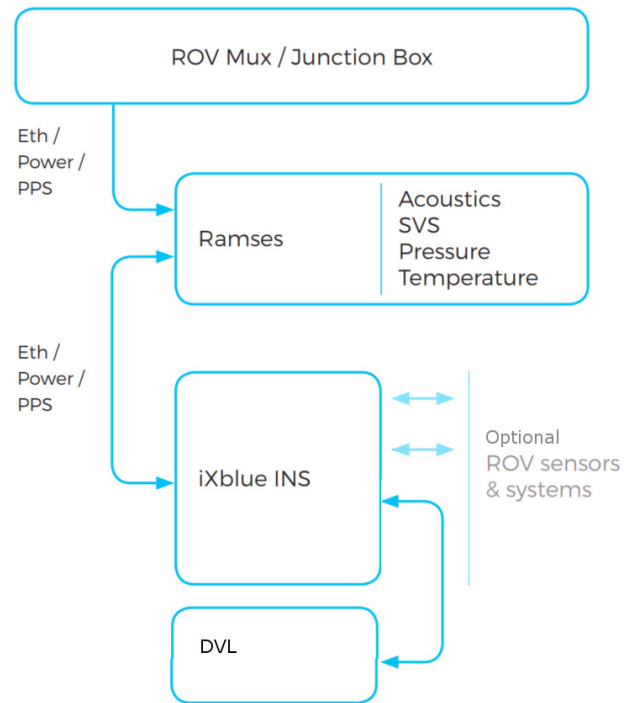 ROV Mux / Junction Box
Eth /
Power /
PPS
Ramses
Acoustics
SVS
Pressure
Temperature
Eth /
Power /
PPS
iXblue INS
Optional
ROV sensors
& systems
DVL